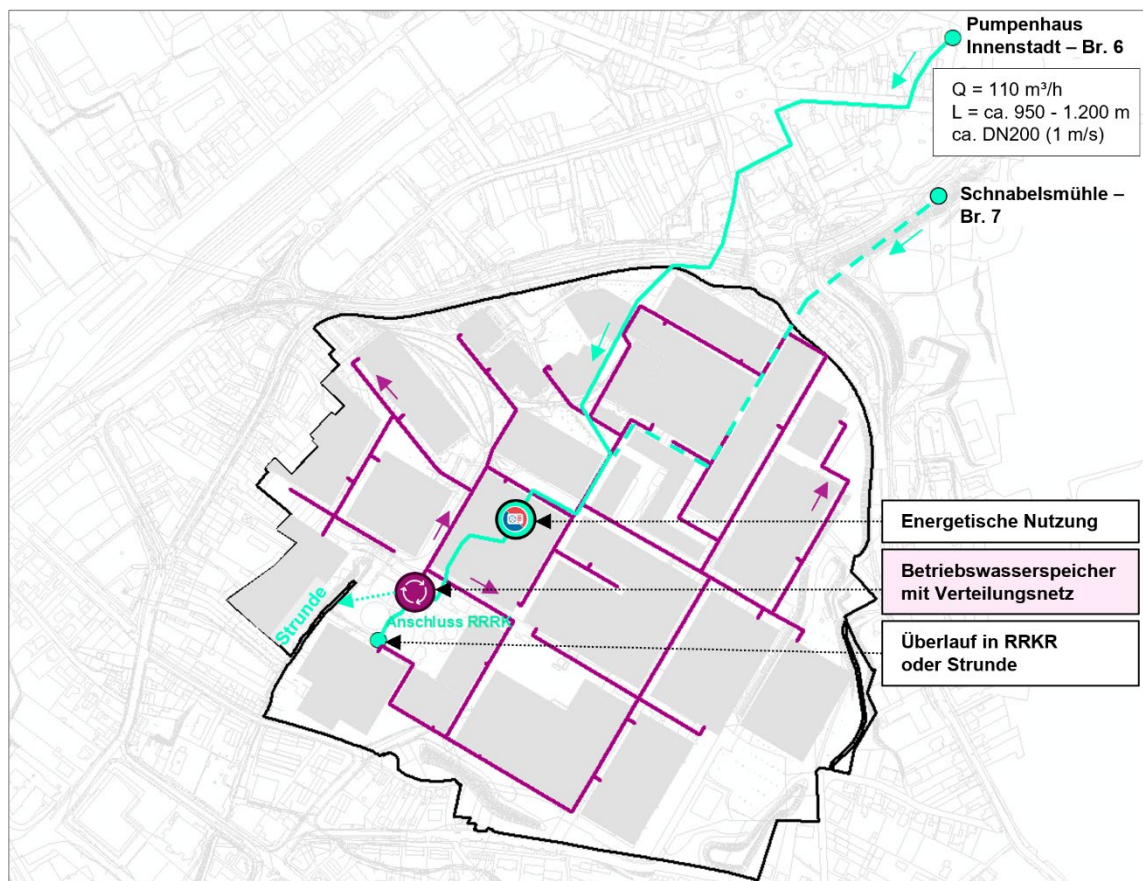 Pumpenhaus
Innenstadt – Br. 6
Q = 110 m³/h
L = ca. 950 - 1.200 m
ca. DN200 (1 m/s)
Schnabelsmühle –
Br. 7
Energetische Nutzung
Betriebswasserspeicher
mit Verteilungsnetz
Strunde
Anschluss RRRK
Überlauf in RRKR
oder Strunde